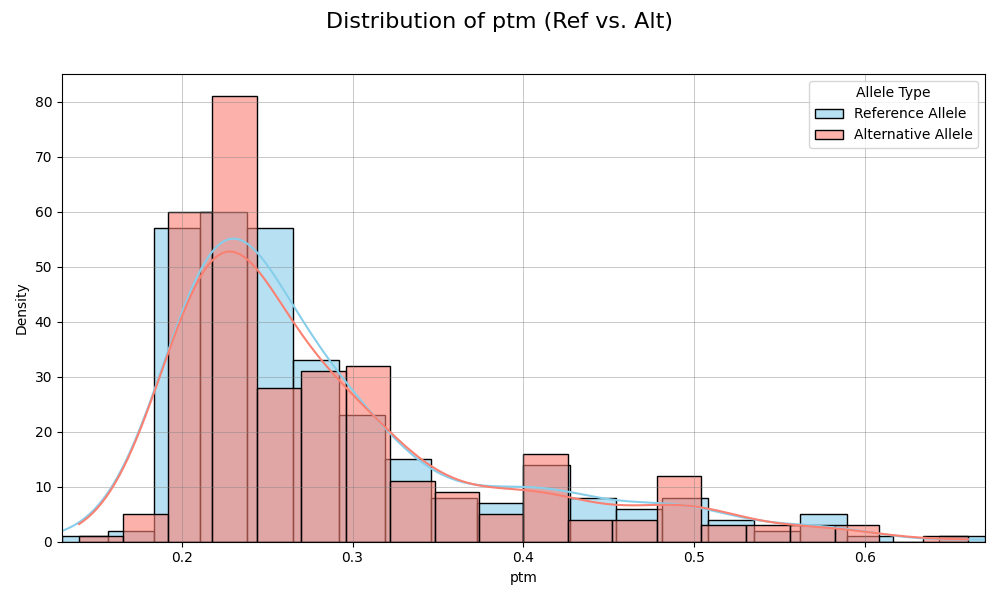 Distribution of ptm (Ref vs. Alt)
Allele Type
Reference Allele
Alternative Allele
Density
80
70
60
50
40
30
20
10
0
0.2 0.3 0.4 0.5 0.6
ptm